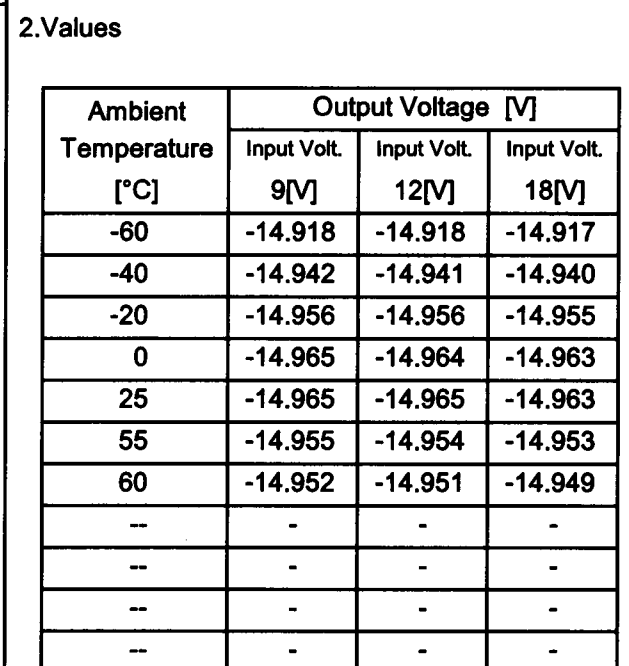 2.Values
Ambient Temperature [°C] Output Voltage [V]
Input Volt. 9[V] Input Volt. 12[V] Input Volt. 18[V]
-60 -14.918 -14.918 -14.917
-40 -14.942 -14.941 -14.940
-20 -14.956 -14.956 -14.955
0 -14.965 -14.964 -14.963
25 -14.965 -14.965 -14.963
55 -14.955 -14.954 -14.953
60 -14.952 -14.951 -14.949
-- - - -
-- - - -
-- - - -
-- - - -